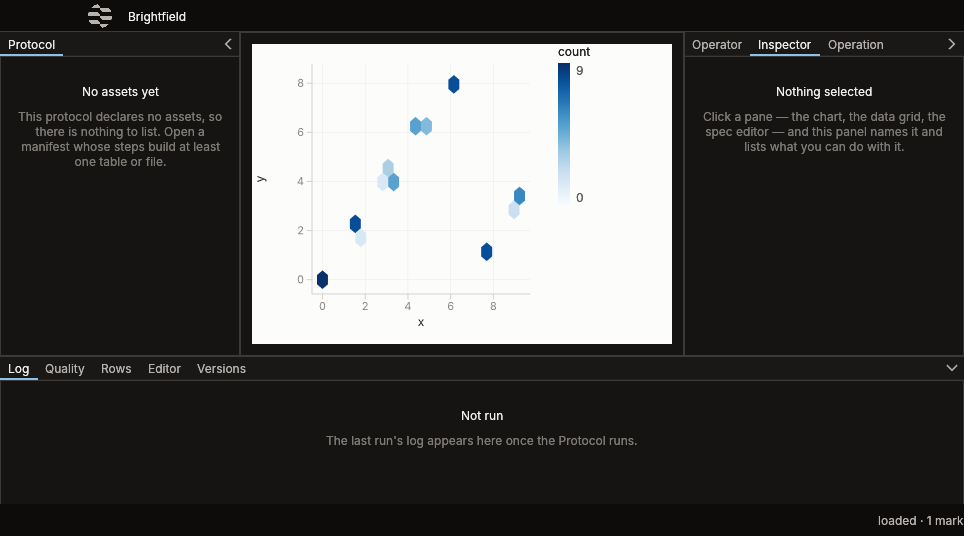 Brightfield
Protocol
No assets yet
This protocol declares no assets, so
there is nothing to list. Open a
manifest whose steps build at least
one table or file.
count
9
0
8
6
4
2
0
y
0 2 4 6 8
x
Operator Inspector Operation
Nothing selected
Click a pane — the chart, the data grid, the
spec editor — and this panel names it and
lists what you can do with it.
Log Quality Rows Editor Versions
Not run
The last run's log appears here once the Protocol runs.
loaded · 1 mark